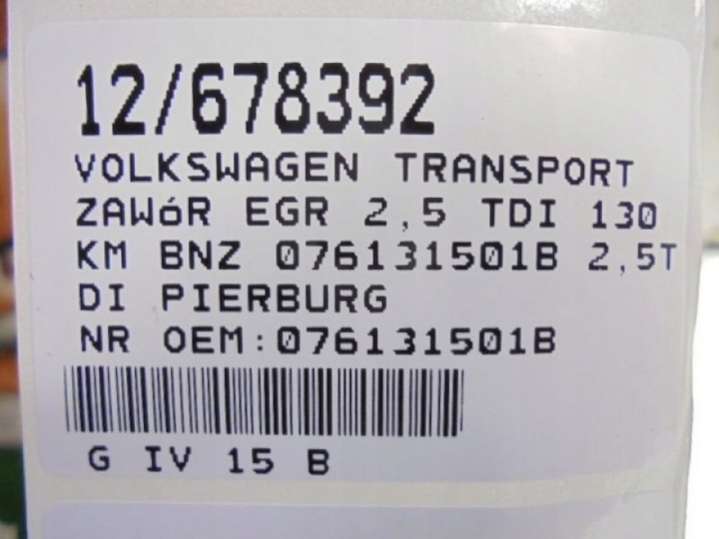 12/678392
VOLKSWAGEN TRANSPORT
ZAWóR EGR 2,5 TDI 130
KM BNZ 076131501B 2,5T
DI PIERBURG
NR OEM:076131501B
G IV 15 B